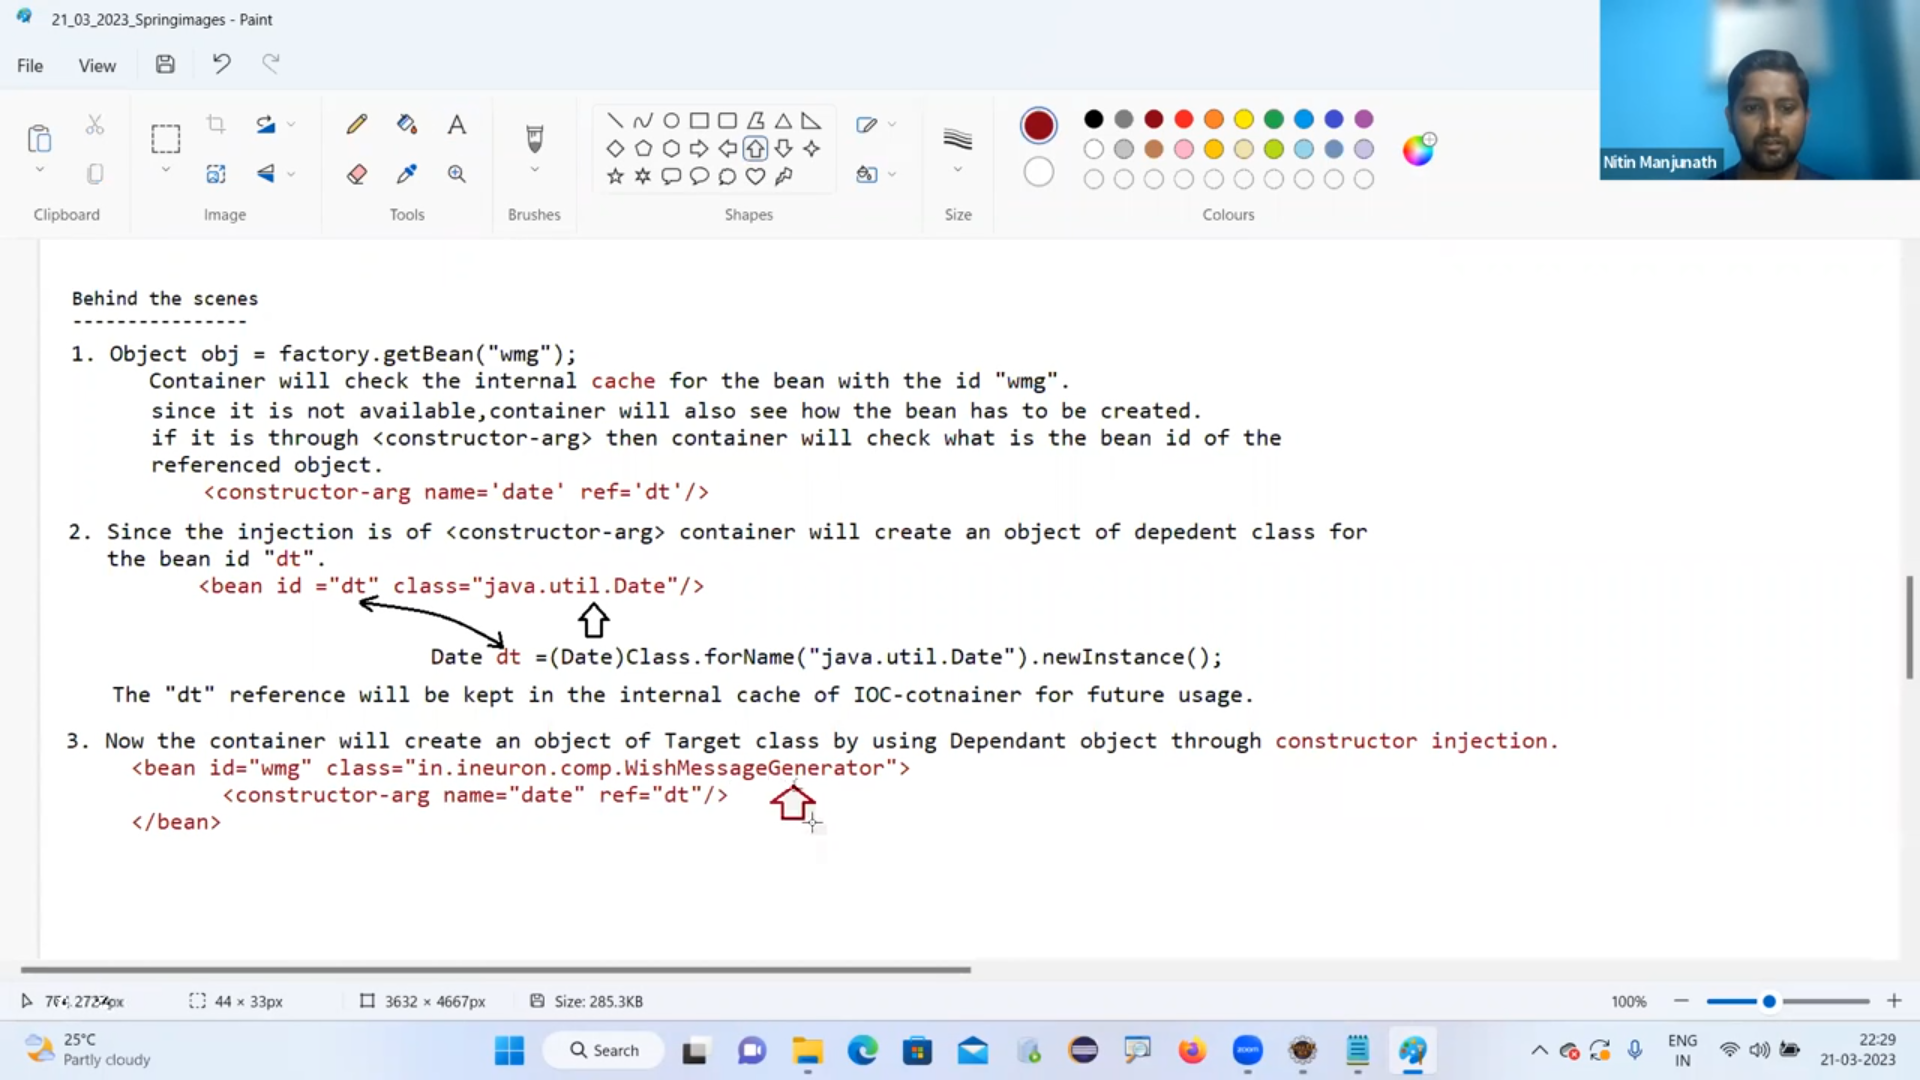 21_03_2023_Springimages - Paint
File View
Clipboard Image Tools Brushes Shapes Size Colours
Nitin Manjunath
Behind the scenes
----------------
1. Object obj = factory.getBean("wmg");
Container will check the internal cache for the bean with the id "wmg".
since it is not available,container will also see how the bean has to be created.
if it is through <constructor-arg> then container will check what is the bean id of the
referenced object.
<constructor-arg name='date' ref='dt'/>
2. Since the injection is of <constructor-arg> container will create an object of depedent class for
the bean id "dt".
<bean id ="dt" class="java.util.Date"/>
Date dt =(Date)Class.forName("java.util.Date").newInstance();
The "dt" reference will be kept in the internal cache of IOC-cotnainer for future usage.
3. Now the container will create an object of Target class by using Dependant object through constructor injection.
<bean id="wmg" class="in.ineuron.comp.WishMessageGenerator">
<constructor-arg name="date" ref="dt"/>
</bean>
44 × 33px 3632 × 4667px Size: 285.3KB 100%
25°C
Partly cloudy
Search
zoom
ENG
IN
22:29
21-03-2023